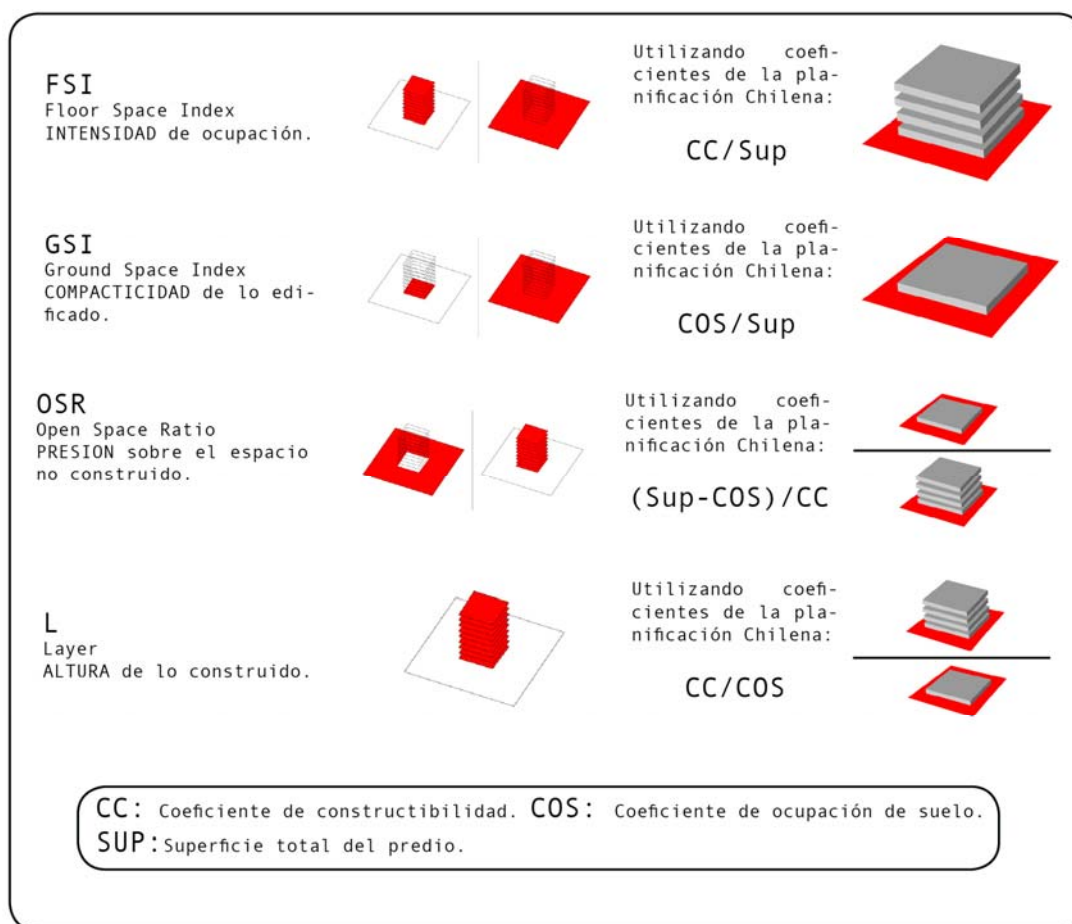 FSI
Floor Space Index
INTENSIDAD de ocupación.
Utilizando coefi-
cientes de la pla-
nificación Chilena:
CC/Sup
GSI
Ground Space Index
COMPACTICIDAD de lo edi-
ficado.
Utilizando coefi-
cientes de la pla-
nificación Chilena:
COS/Sup
OSR
Open Space Ratio
PRESION sobre el espacio
no construido.
Utilizando coefi-
cientes de la pla-
nificación Chilena:
(Sup-COS)/CC
L
Layer
ALTURA de lo construido.
Utilizando coefi-
cientes de la pla-
nificación Chilena:
CC/COS
CC: Coeficiente de constructibilidad. COS: Coeficiente de ocupación de suelo.
SUP:Superficie total del predio.